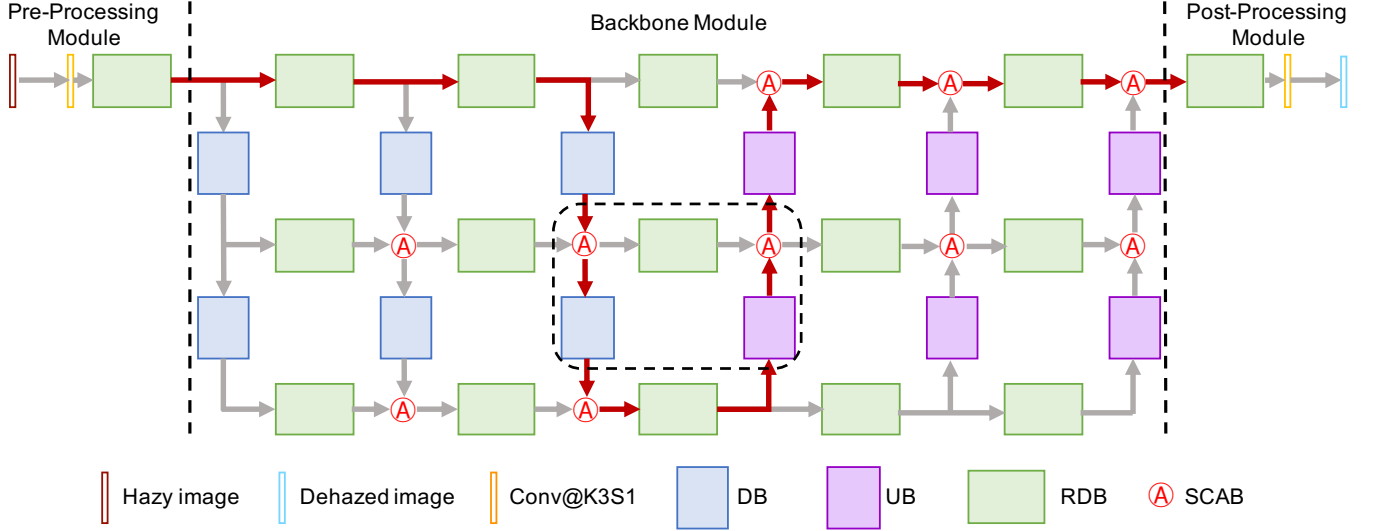 Pre-Processing
Module
Backbone Module
Post-Processing
Module
A A A
A A A A A
A A
Hazy image
Dehazed image
Conv@K3S1
DB
UB
RDB
A SCAB